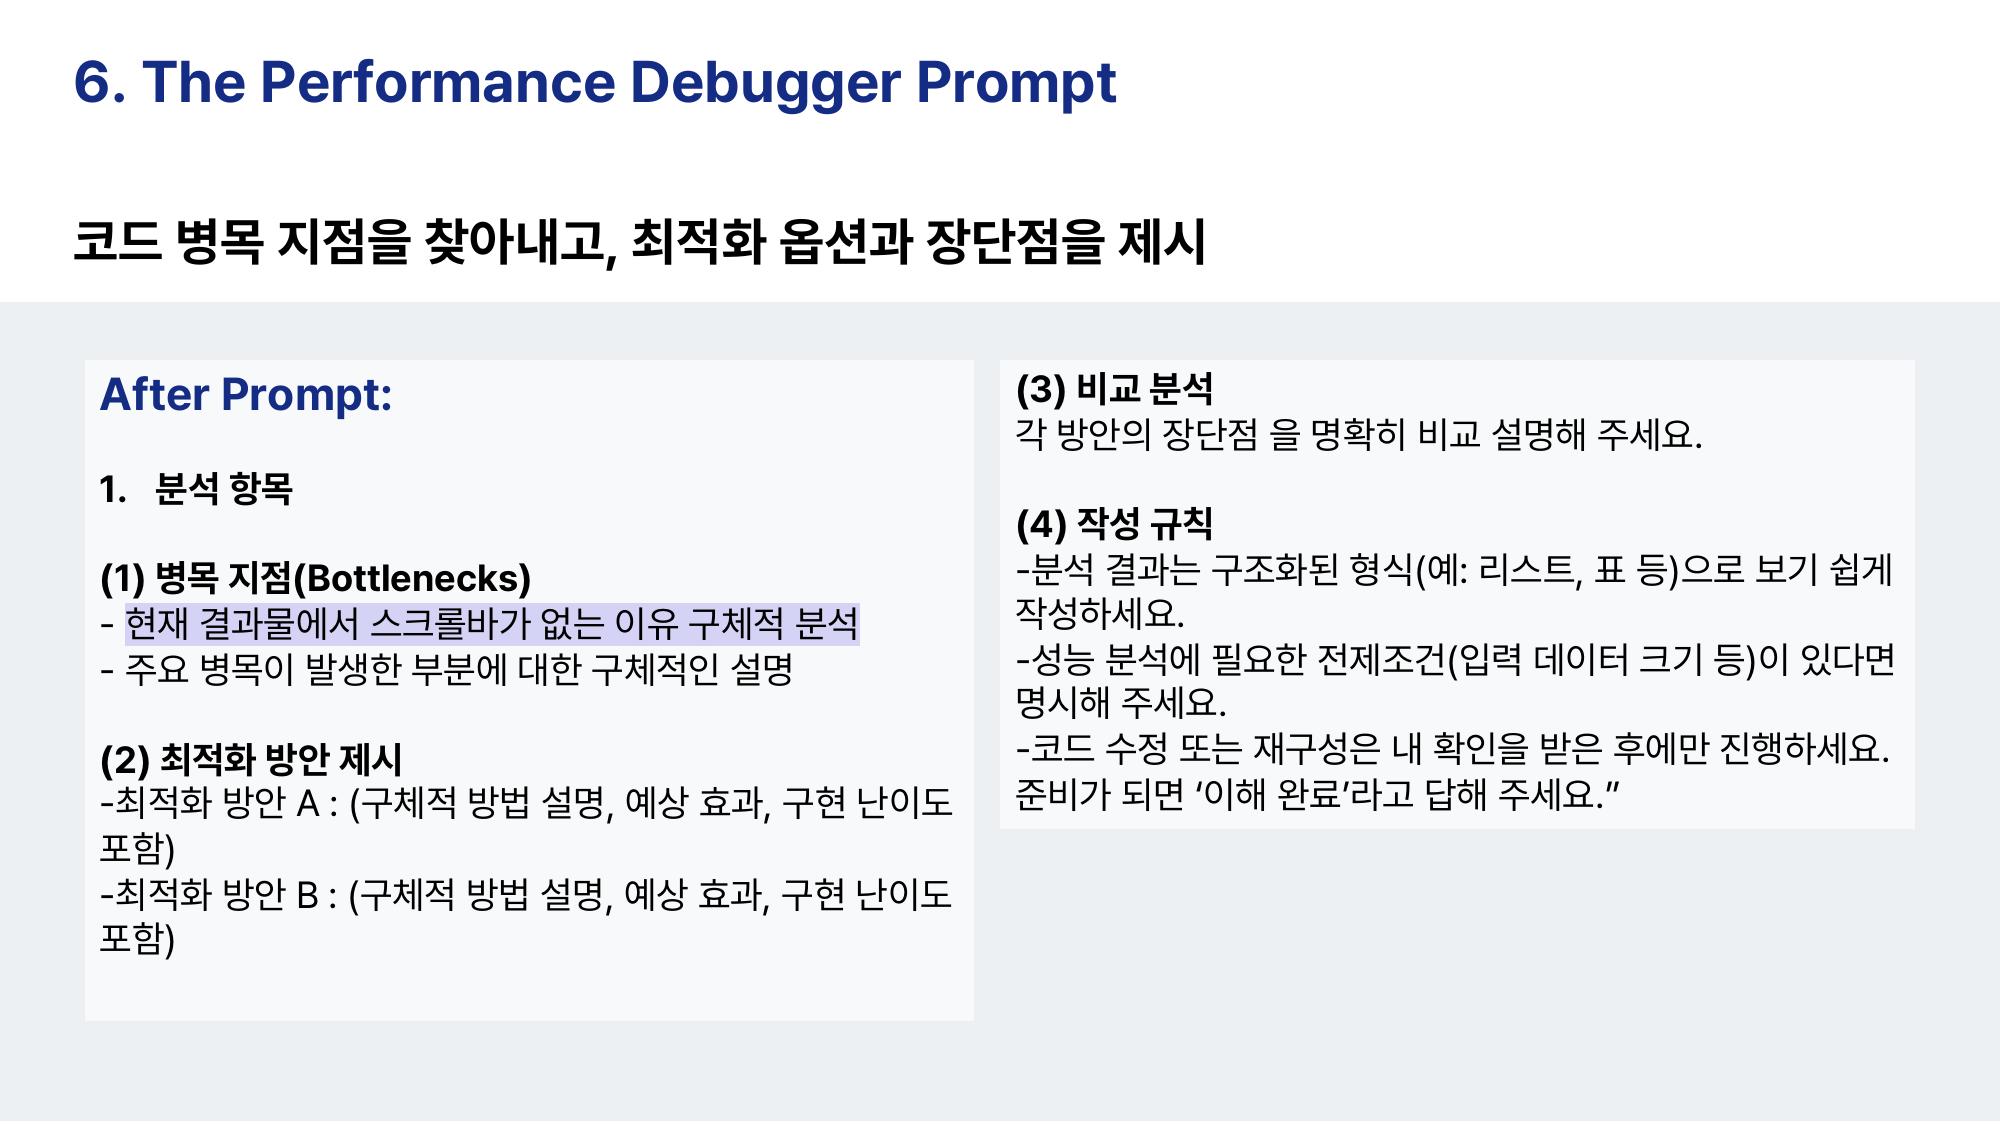 6. The Performance Debugger Prompt
코드 병목 지점을 찾아내고, 최적화 옵션과 장단점을 제시
After Prompt:
1. 분석 항목
(1) 병목 지점(Bottlenecks)
- 현재 결과물에서 스크롤바가 없는 이유 구체적 분석
- 주요 병목이 발생한 부분에 대한 구체적인 설명
(2) 최적화 방안 제시
-최적화 방안 A : (구체적 방법 설명, 예상 효과, 구현 난이도
포함)
-최적화 방안 B : (구체적 방법 설명, 예상 효과, 구현 난이도
포함)
(3) 비교 분석
각 방안의 장단점 을 명확히 비교 설명해 주세요.
(4) 작성 규칙
-분석 결과는 구조화된 형식(예: 리스트, 표 등)으로 보기 쉽게
작성하세요.
-성능 분석에 필요한 전제조건(입력 데이터 크기 등)이 있다면
명시해 주세요.
-코드 수정 또는 재구성은 내 확인을 받은 후에만 진행하세요.
준비가 되면 ‘이해 완료’라고 답해 주세요.”